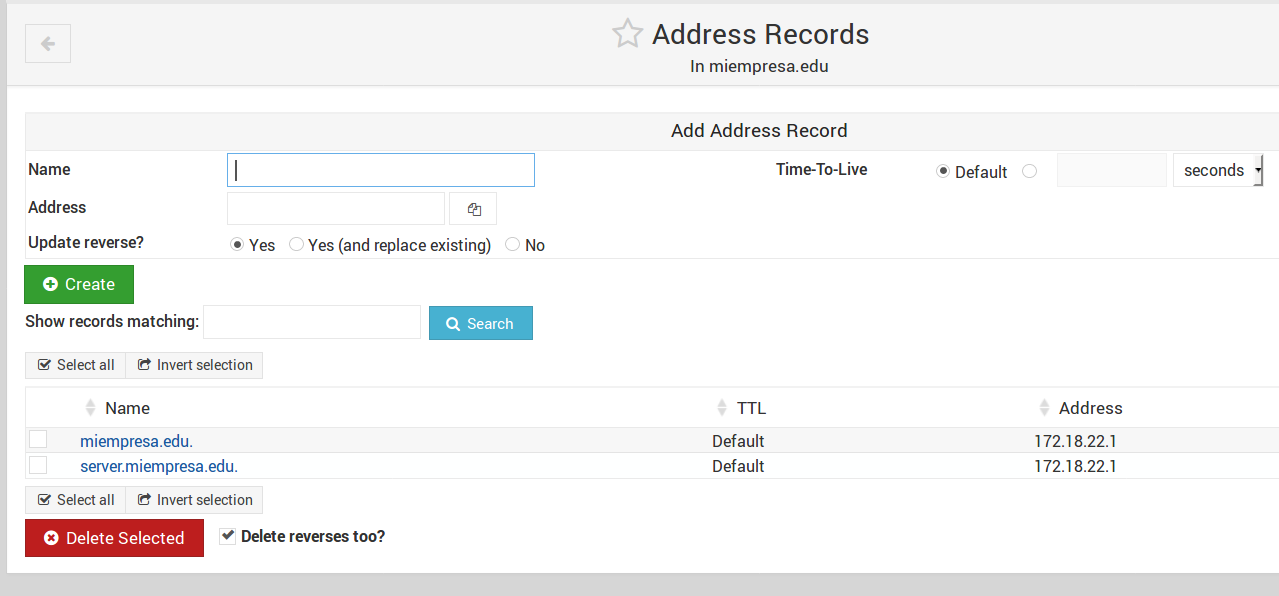 Address Records
In miempresa.edu
Add Address Record
Name Time-To-Live Default seconds
Address
Update reverse? Yes Yes (and replace existing) No
Create
Show records matching: Search
Select all Invert selection
Name TTL Address
miempresa.edu. Default 172.18.22.1
server.miempresa.edu. Default 172.18.22.1
Select all Invert selection
Delete Selected Delete reverses too?